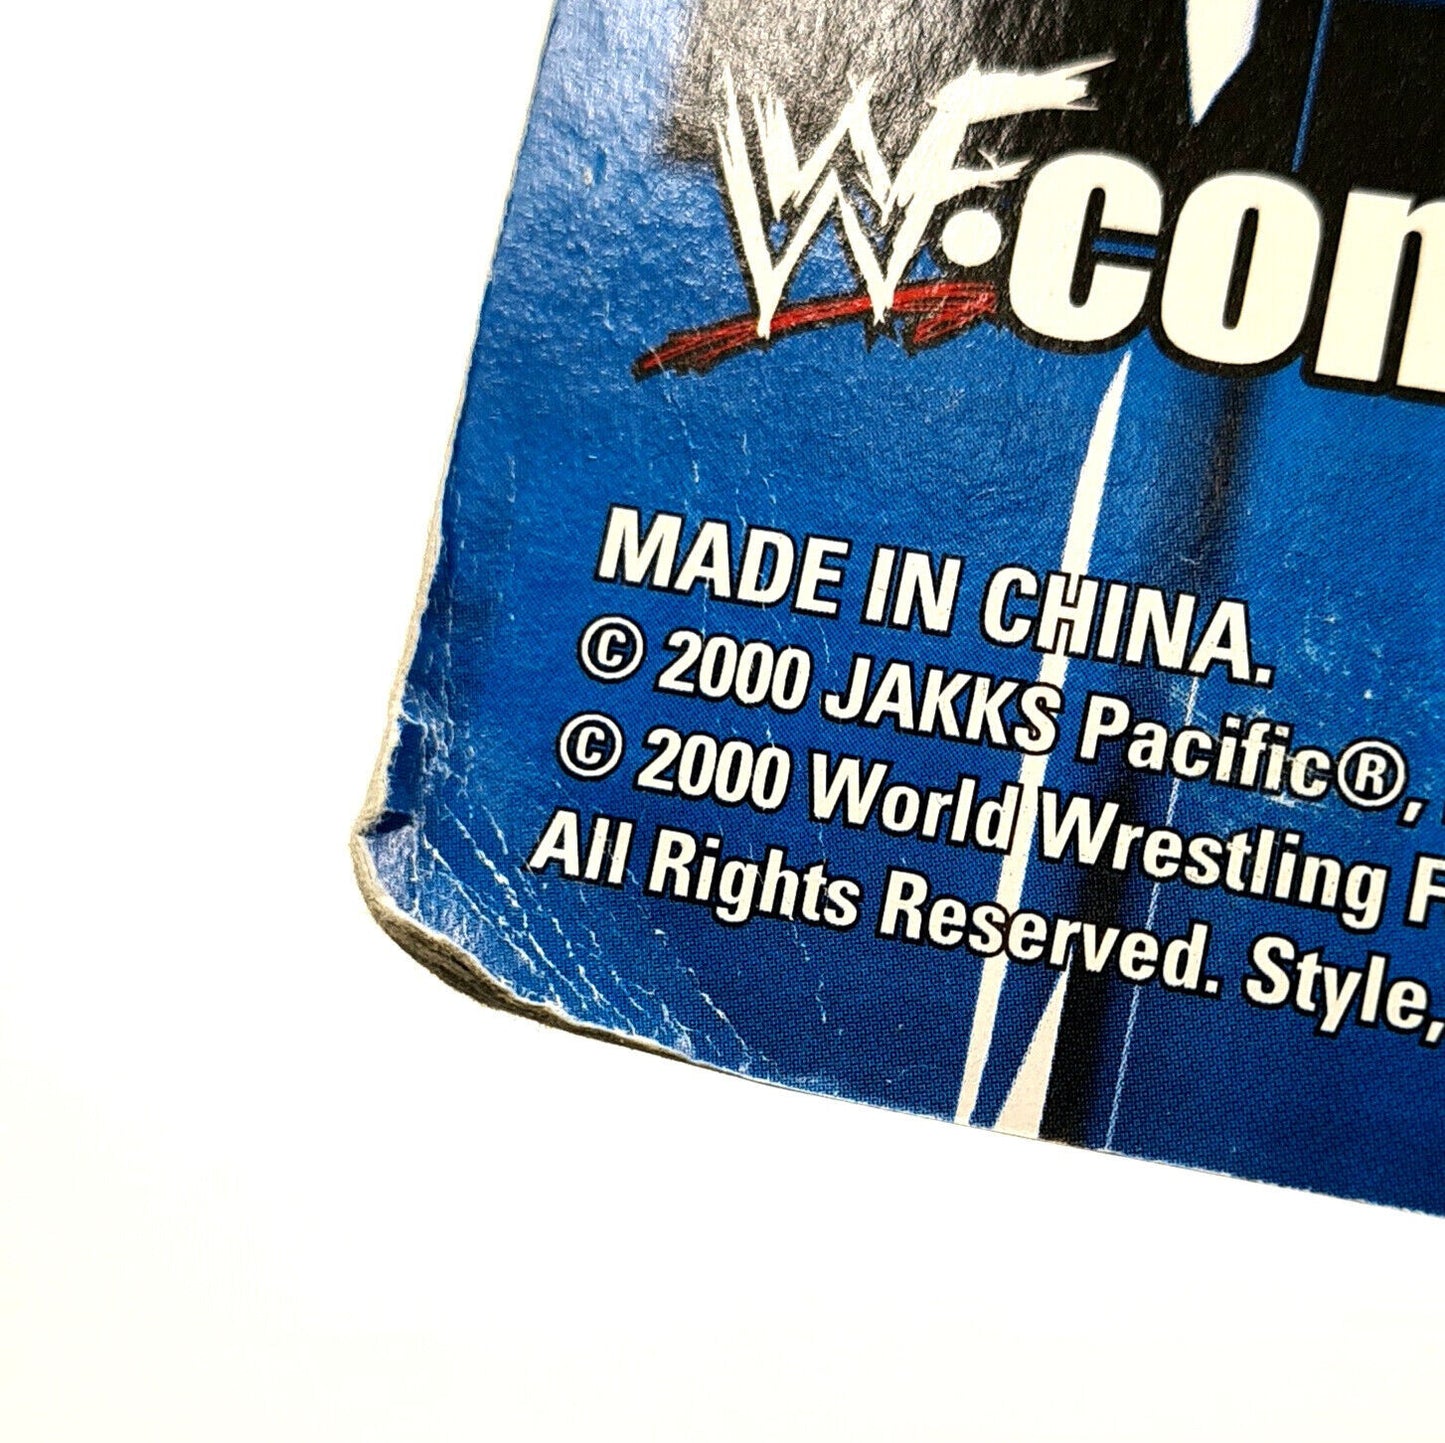 WF.com
MADE IN CHINA.
© 2000 JAKKS Pacific®,
© 2000 World Wrestling F
All Rights Reserved. Style,